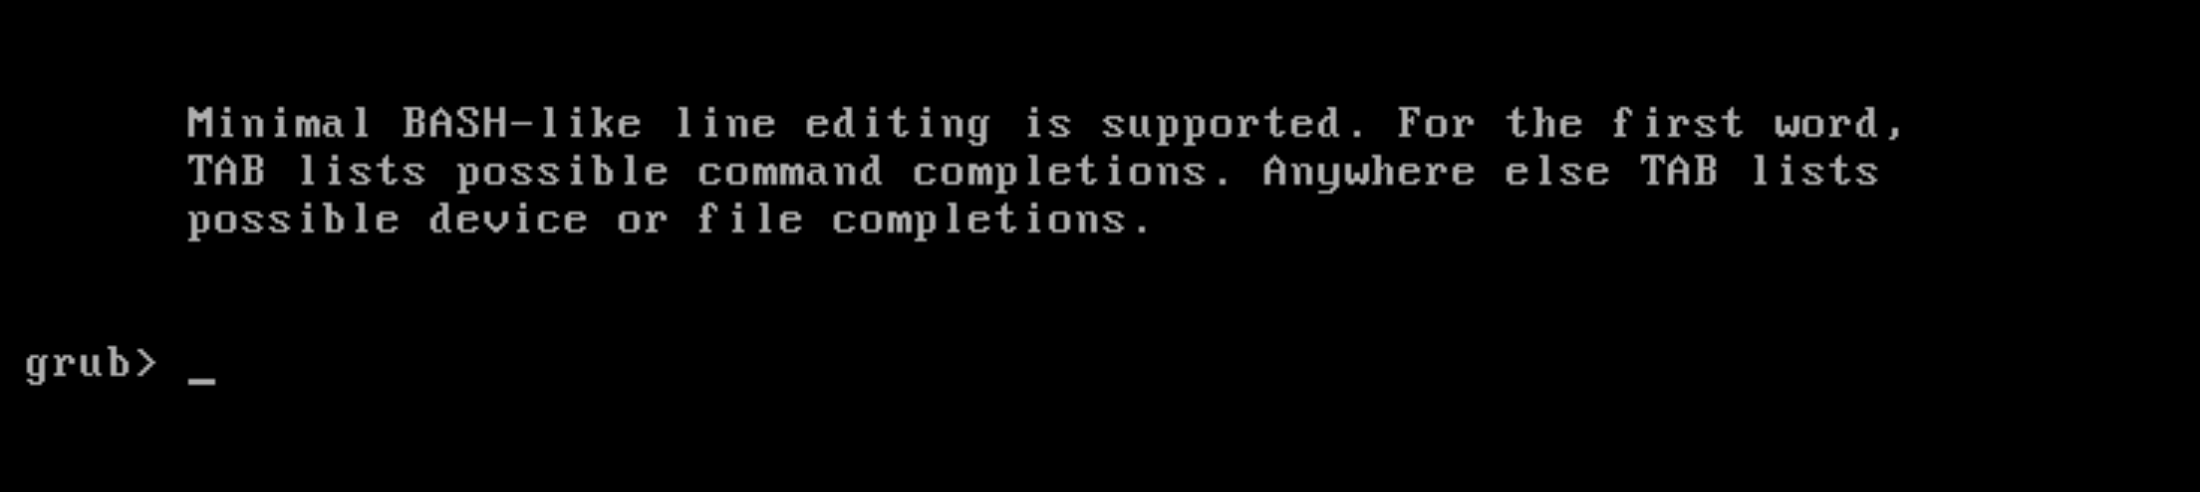 Minimal BASH-like line editing is supported. For the first word,
TAB lists possible command completions. Anywhere else TAB lists
possible device or file completions.
grub> _